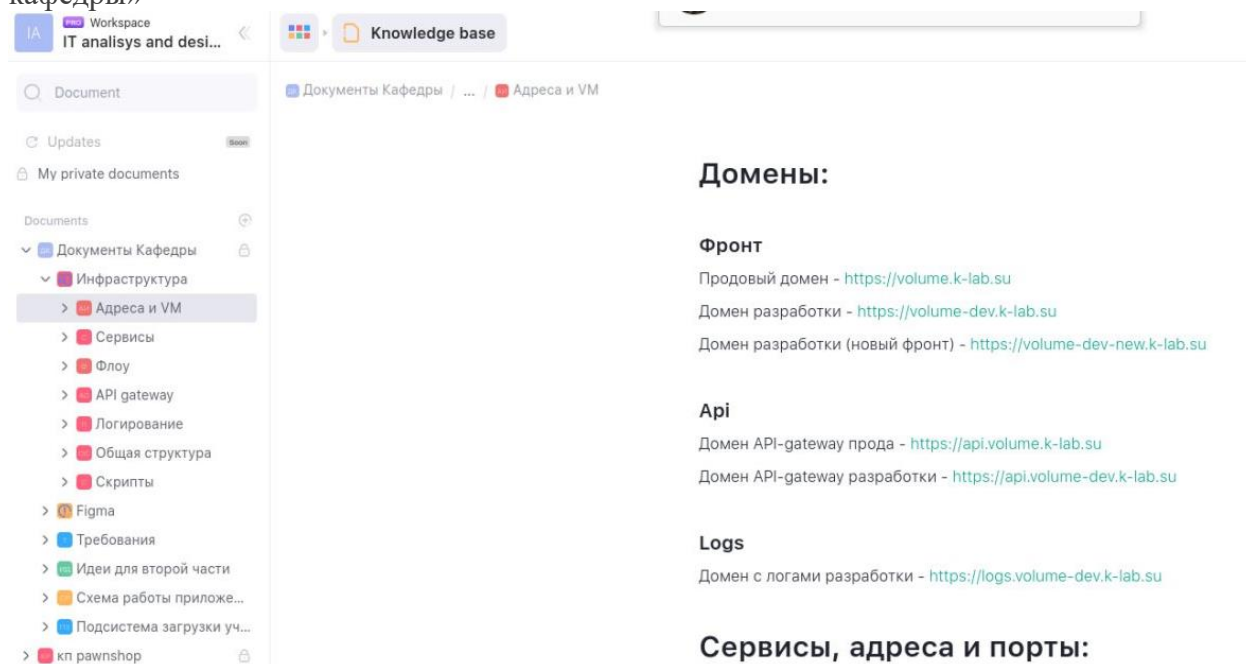 кафедры»
IA
PRO Workspace
IT analisys and desi...
Knowledge base
Document
Документы Кафедры / ... / Адреса и VM
Updates
Soon
My private documents
Documents
Документы Кафедры
Инфраструктура
Адреса и VM
Сервисы
Флоу
API gateway
Логирование
Общая структура
Скрипты
Figma
Требования
Идеи для второй части
Схема работы приложе...
Подсистема загрузки уч...
кп pawnshop
Домены:
Фронт
Продовый домен - https://volume.k-lab.su
Домен разработки - https://volume-dev.k-lab.su
Домен разработки (новый фронт) - https://volume-dev-new.k-lab.su
Api
Домен API-gateway прода - https://api.volume.k-lab.su
Домен API-gateway разработки - https://api.volume-dev.k-lab.su
Logs
Домен с логами разработки - https://logs.volume-dev.k-lab.su
Сервисы, адреса и порты: